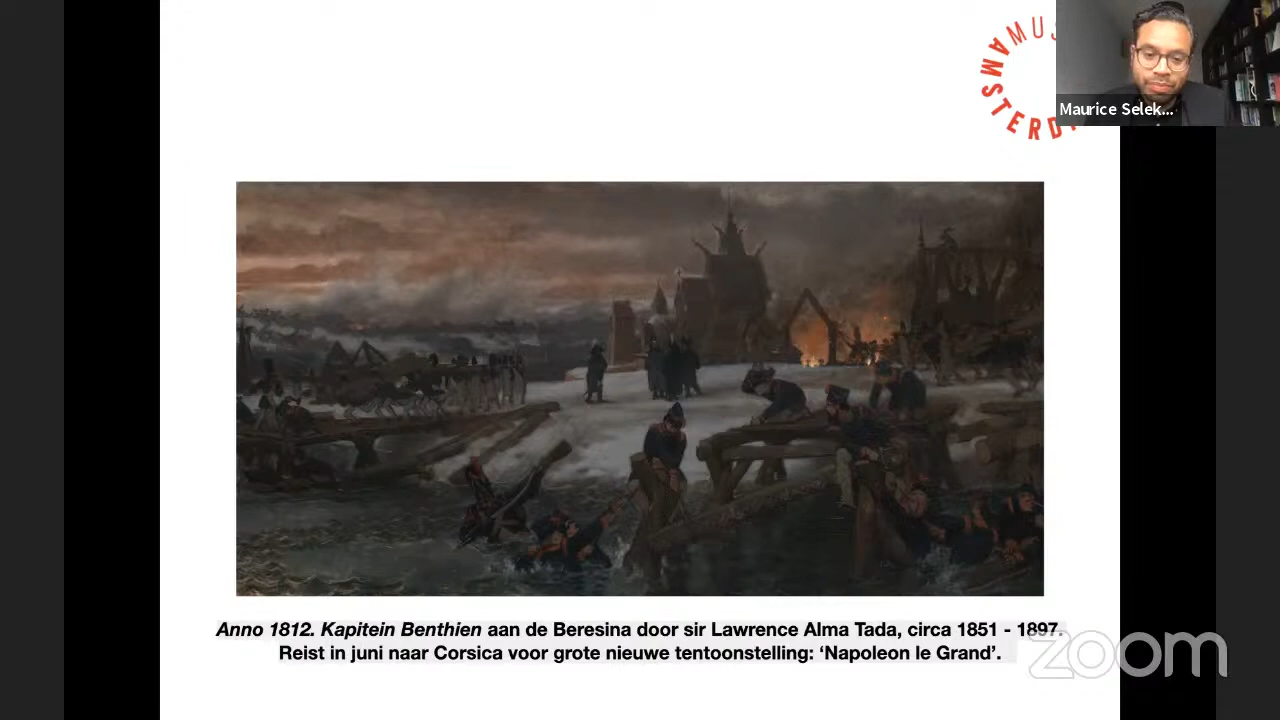 AMSTERD
MUS
Maurice Selek...
Anno 1812. Kapitein Benthien aan de Beresina door sir Lawrence Alma Tada, circa 1851 - 1897.
Reist in juni naar Corsica voor grote nieuwe tentoonstelling: ‘Napoleon le Grand’.
zoom